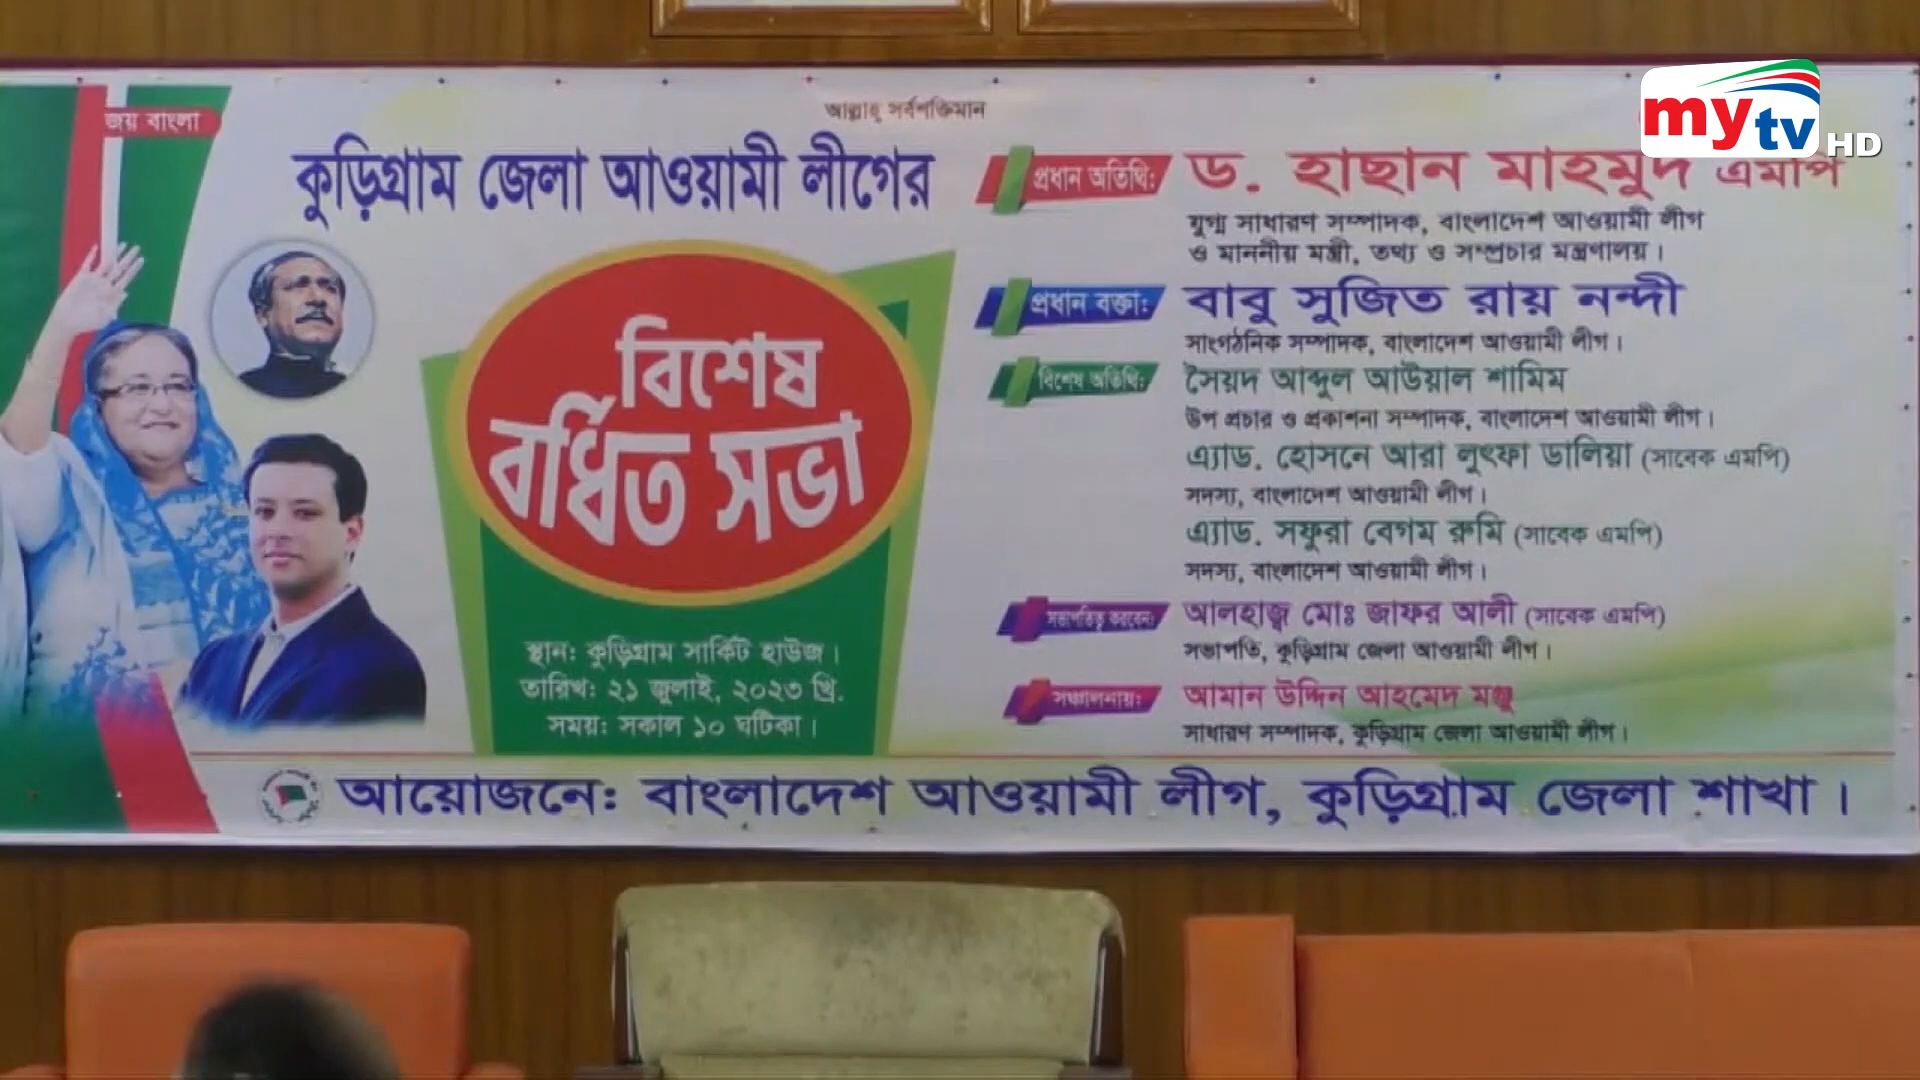 আল্লাহ্ সর্বশক্তিমান
জয় বাংলা
কুড়িগ্রাম জেলা আওয়ামী লীগের
বিশেষ
বর্ধিত সভা
স্থান: কুড়িগ্রাম সার্কিট হাউজ।
তারিখ: ২১ জুলাই, ২০২৩ খ্রি.
সময়: সকাল ১০ ঘটিকা।
প্রধান অতিথি: ড. হাছান মাহমুদ এমপি
যুগ্ম সাধারণ সম্পাদক, বাংলাদেশ আওয়ামী লীগ
ও মাননীয় মন্ত্রী, তথ্য ও সম্প্রচার মন্ত্রণালয়।
প্রধান বক্তা: বাবু সুজিত রায় নন্দী
সাংগঠনিক সম্পাদক, বাংলাদেশ আওয়ামী লীগ।
বিশেষ অতিথি: সৈয়দ আব্দুল আউয়াল শামিম
উপ প্রচার ও প্রকাশনা সম্পাদক, বাংলাদেশ আওয়ামী লীগ।
এ্যাড. হোসনে আরা লুৎফা ডালিয়া (সাবেক এমপি)
সদস্য, বাংলাদেশ আওয়ামী লীগ।
এ্যাড. সফুরা বেগম রুমি (সাবেক এমপি)
সদস্য, বাংলাদেশ আওয়ামী লীগ।
সভাপতিত্ব করবেন: আলহাজ্ব মোঃ জাফর আলী (সাবেক এমপি)
সভাপতি, কুড়িগ্রাম জেলা আওয়ামী লীগ।
সঞ্চালনায়: আমান উদ্দিন আহমেদ মঞ্জু
সাধারণ সম্পাদক, কুড়িগ্রাম জেলা আওয়ামী লীগ।
আয়োজনে: বাংলাদেশ আওয়ামী লীগ, কুড়িগ্রাম জেলা শাখা।
mytv HD